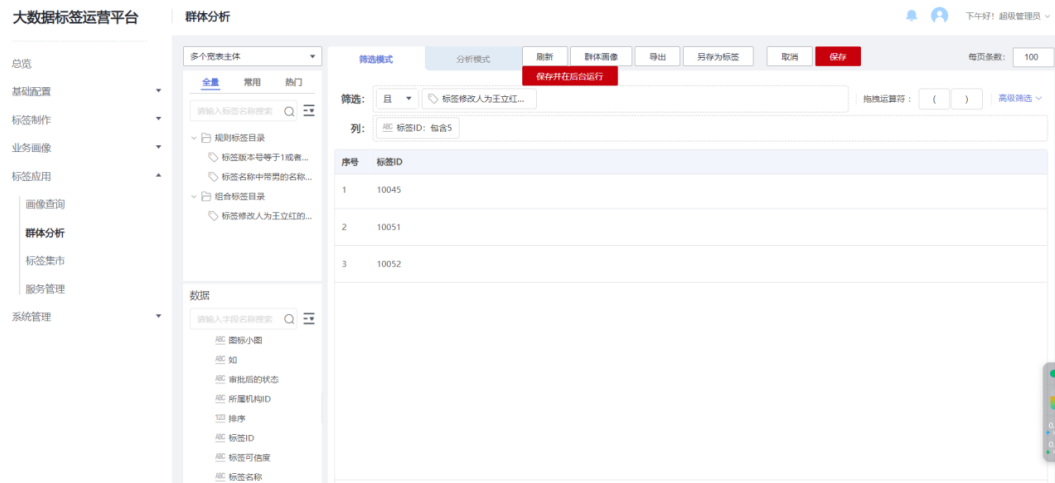 大数据标签运营平台
群体分析
下午好！超级管理员
总览
基础配置
标签制作
业务画像
标签应用
画像查询
群体分析
标签集市
服务管理
系统管理
多个宽表主体
全量 常用 热门
请输入标签名称搜索
规则标签目录
标签版本号等于1或者...
标签名称中带男的名称...
组合标签目录
标签修改人为王立红的...
数据
请输入字段名称搜索
ABC 图标小图
ABC 如
ABC 审批后的状态
ABC 所属机构ID
123 排序
ABC 标签ID
ABC 标签可信度
ABC 标签名称
筛选模式 分析模式 刷新 群体画像 导出 另存为标签 取消 保存 每页条数： 100
保存并在后台运行
筛选： 且 标签修改人为王立红... 拖拽运算符： ( ) 高级筛选
列： ABC 标签ID：包含5
序号 标签ID
1 10045
2 10051
3 10052